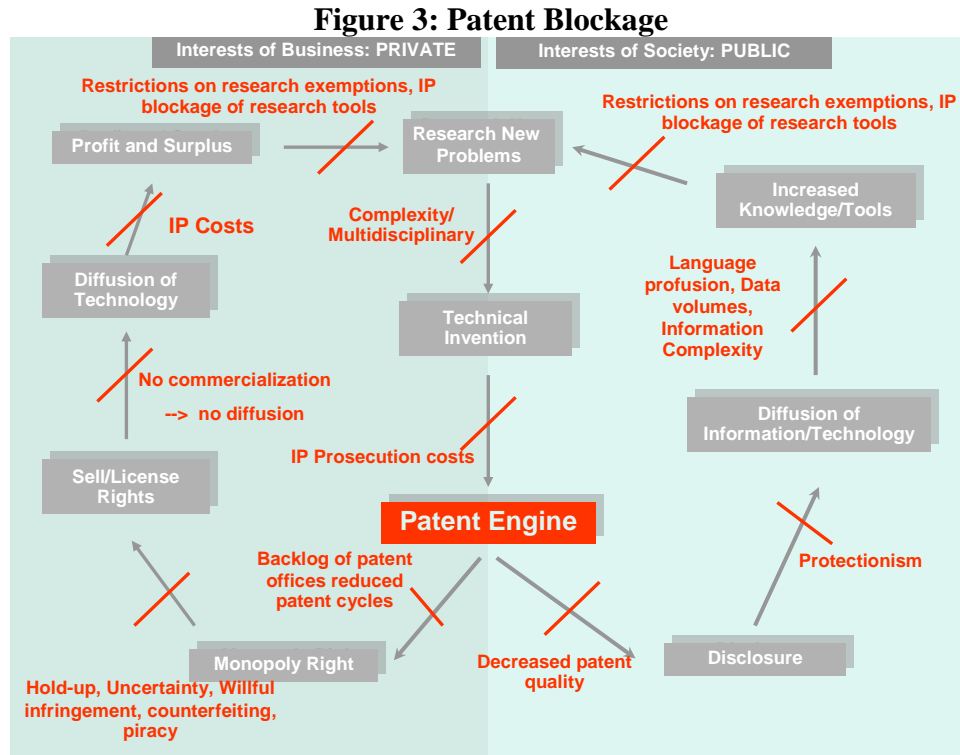 Figure 3: Patent Blockage
Interests of Business: PRIVATE
Interests of Society: PUBLIC
Restrictions on research exemptions, IP
blockage of research tools
Restrictions on research exemptions, IP
blockage of research tools
Profit and Surplus
Research New
Problems
Increased
Knowledge/Tools
IP Costs
Complexity/
Multidisciplinary
Diffusion of
Technology
Language
profusion, Data
volumes,
Information
Complexity
Technical
Invention
No commercialization
--> no diffusion
Diffusion of
Information/Technology
IP Prosecution costs
Sell/License
Rights
Patent Engine
Backlog of patent
offices reduced
patent cycles
Protectionism
Monopoly Right
Decreased patent
quality
Disclosure
Hold-up, Uncertainty, Willful
infringement, counterfeiting,
piracy